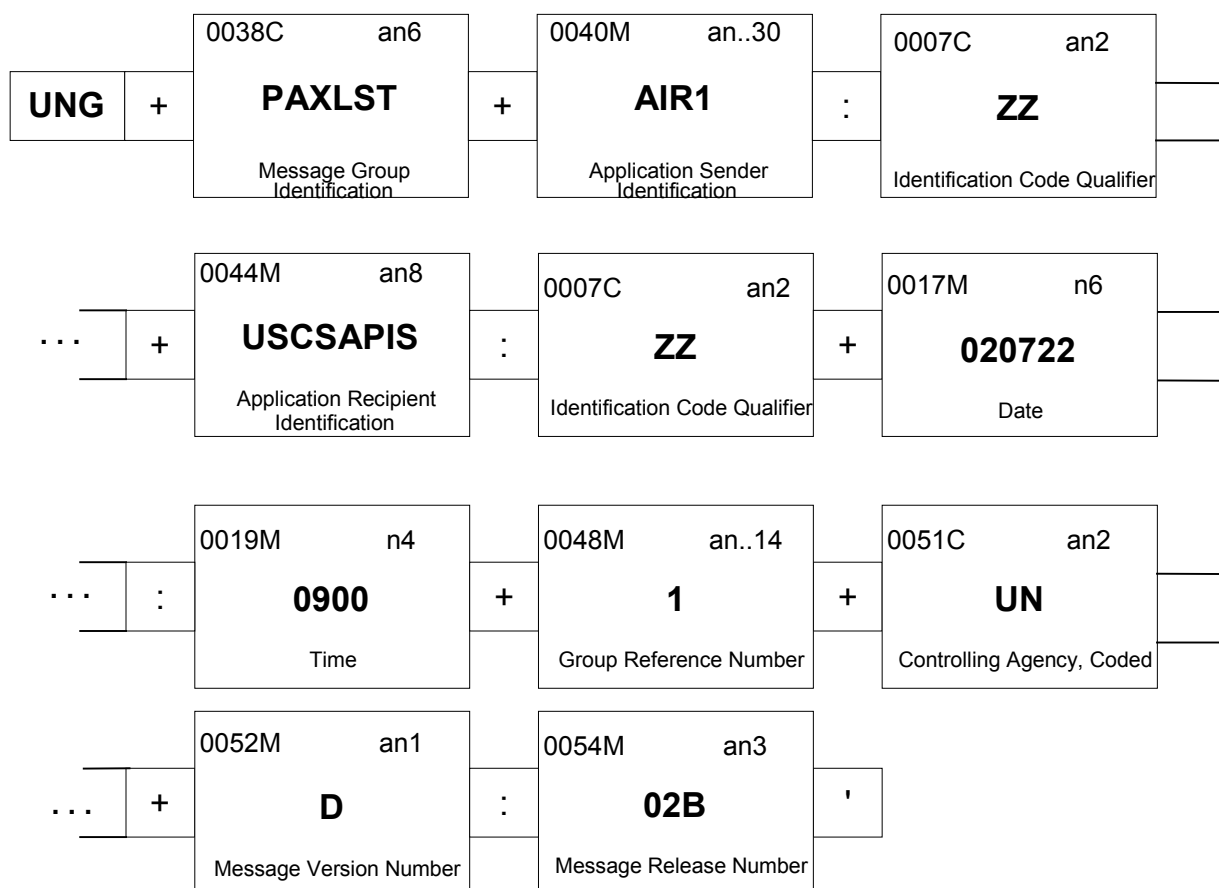 0038C an6 0040M an..30 0007C an2
UNG + PAXLST + AIR1 : ZZ
Message Group Identification Application Sender Identification Identification Code Qualifier
0044M an8 0007C an2 0017M n6
... + USCSAPIS : ZZ + 020722
Application Recipient Identification Identification Code Qualifier Date
0019M n4 0048M an..14 0051C an2
... : 0900 + 1 + UN
Time Group Reference Number Controlling Agency, Coded
0052M an1 0054M an3
... + D : 02B '
Message Version Number Message Release Number